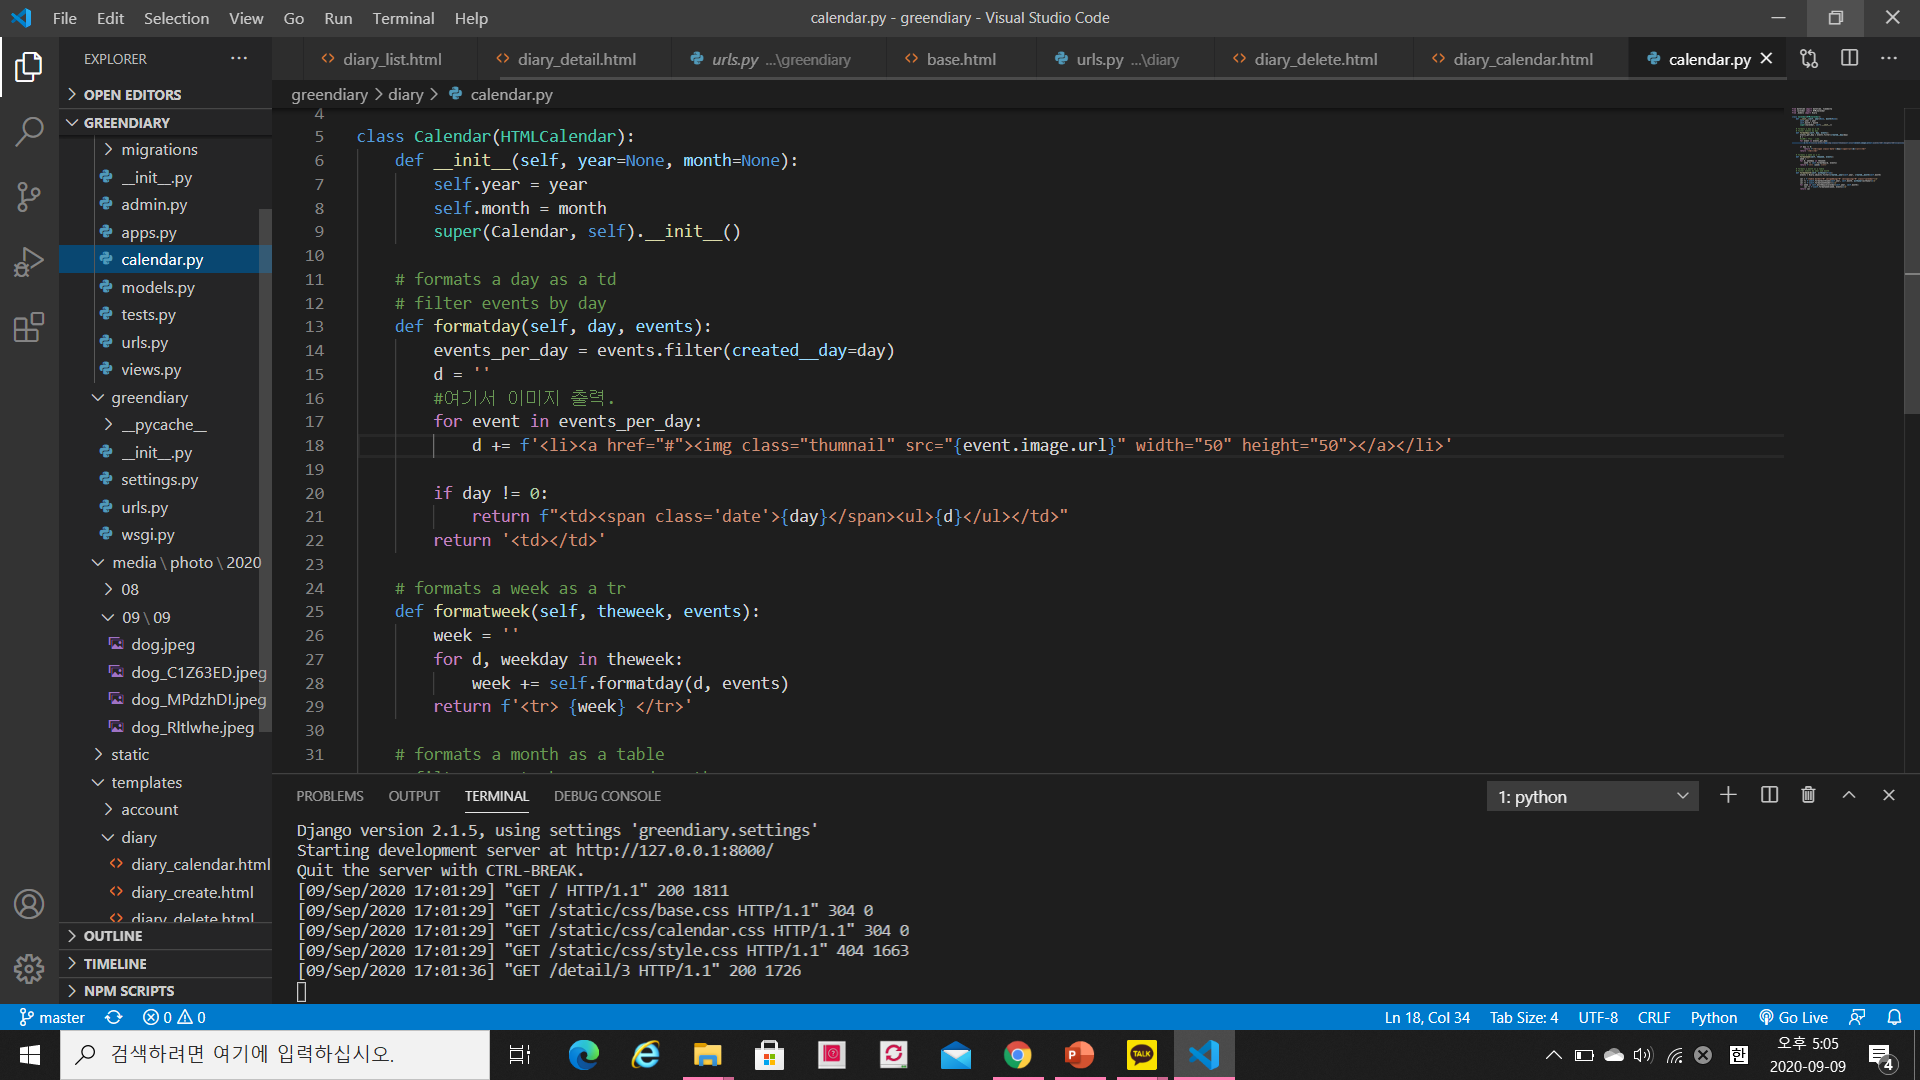 File Edit Selection View Go Run Terminal Help
calendar.py - greendiary - Visual Studio Code
EXPLORER
diary_list.html
diary_detail.html
urls.py ...\greendiary
base.html
urls.py ...\diary
diary_delete.html
diary_calendar.html
calendar.py
OPEN EDITORS
GREENDIARY
migrations
__init__.py
admin.py
apps.py
calendar.py
models.py
tests.py
urls.py
views.py
greendiary
__pycache__
__init__.py
settings.py
urls.py
wsgi.py
media \ photo \ 2020
08
09 \ 09
dog.jpeg
dog_C1Z63ED.jpeg
dog_MPdzhDI.jpeg
dog_Rltlwhe.jpeg
static
templates
account
diary
diary_calendar.html
diary_create.html
diary_delete.html
OUTLINE
TIMELINE
NPM SCRIPTS
greendiary > diary > calendar.py
4
5 class Calendar(HTMLCalendar):
6 def __init__(self, year=None, month=None):
7 self.year = year
8 self.month = month
9 super(Calendar, self).__init__()
10
11 # formats a day as a td
12 # filter events by day
13 def formatday(self, day, events):
14 events_per_day = events.filter(created__day=day)
15 d = ''
16 #여기서 이미지 출력.
17 for event in events_per_day:
18 d += f'<li><a href="#"><img class="thumnail" src="{event.image.url}" width="50" height="50"></a></li>'
19
20 if day != 0:
21 return f"<td><span class='date'>{day}</span><ul>{d}</ul></td>"
22 return '<td></td>'
23
24 # formats a week as a tr
25 def formatweek(self, theweek, events):
26 week = ''
27 for d, weekday in theweek:
28 week += self.formatday(d, events)
29 return f'<tr> {week} </tr>'
30
31 # formats a month as a table
PROBLEMS OUTPUT TERMINAL DEBUG CONSOLE
1: python
Django version 2.1.5, using settings 'greendiary.settings'
Starting development server at http://127.0.0.1:8000/
Quit the server with CTRL-BREAK.
[09/Sep/2020 17:01:29] "GET / HTTP/1.1" 200 1811
[09/Sep/2020 17:01:29] "GET /static/css/base.css HTTP/1.1" 304 0
[09/Sep/2020 17:01:29] "GET /static/css/calendar.css HTTP/1.1" 304 0
[09/Sep/2020 17:01:29] "GET /static/css/style.css HTTP/1.1" 404 1663
[09/Sep/2020 17:01:36] "GET /detail/3 HTTP/1.1" 200 1726
master 0 0
Ln 18, Col 34 Tab Size: 4 UTF-8 CRLF Python Go Live
검색하려면 여기에 입력하십시오.
TALK
한
오후 5:05
2020-09-09
4